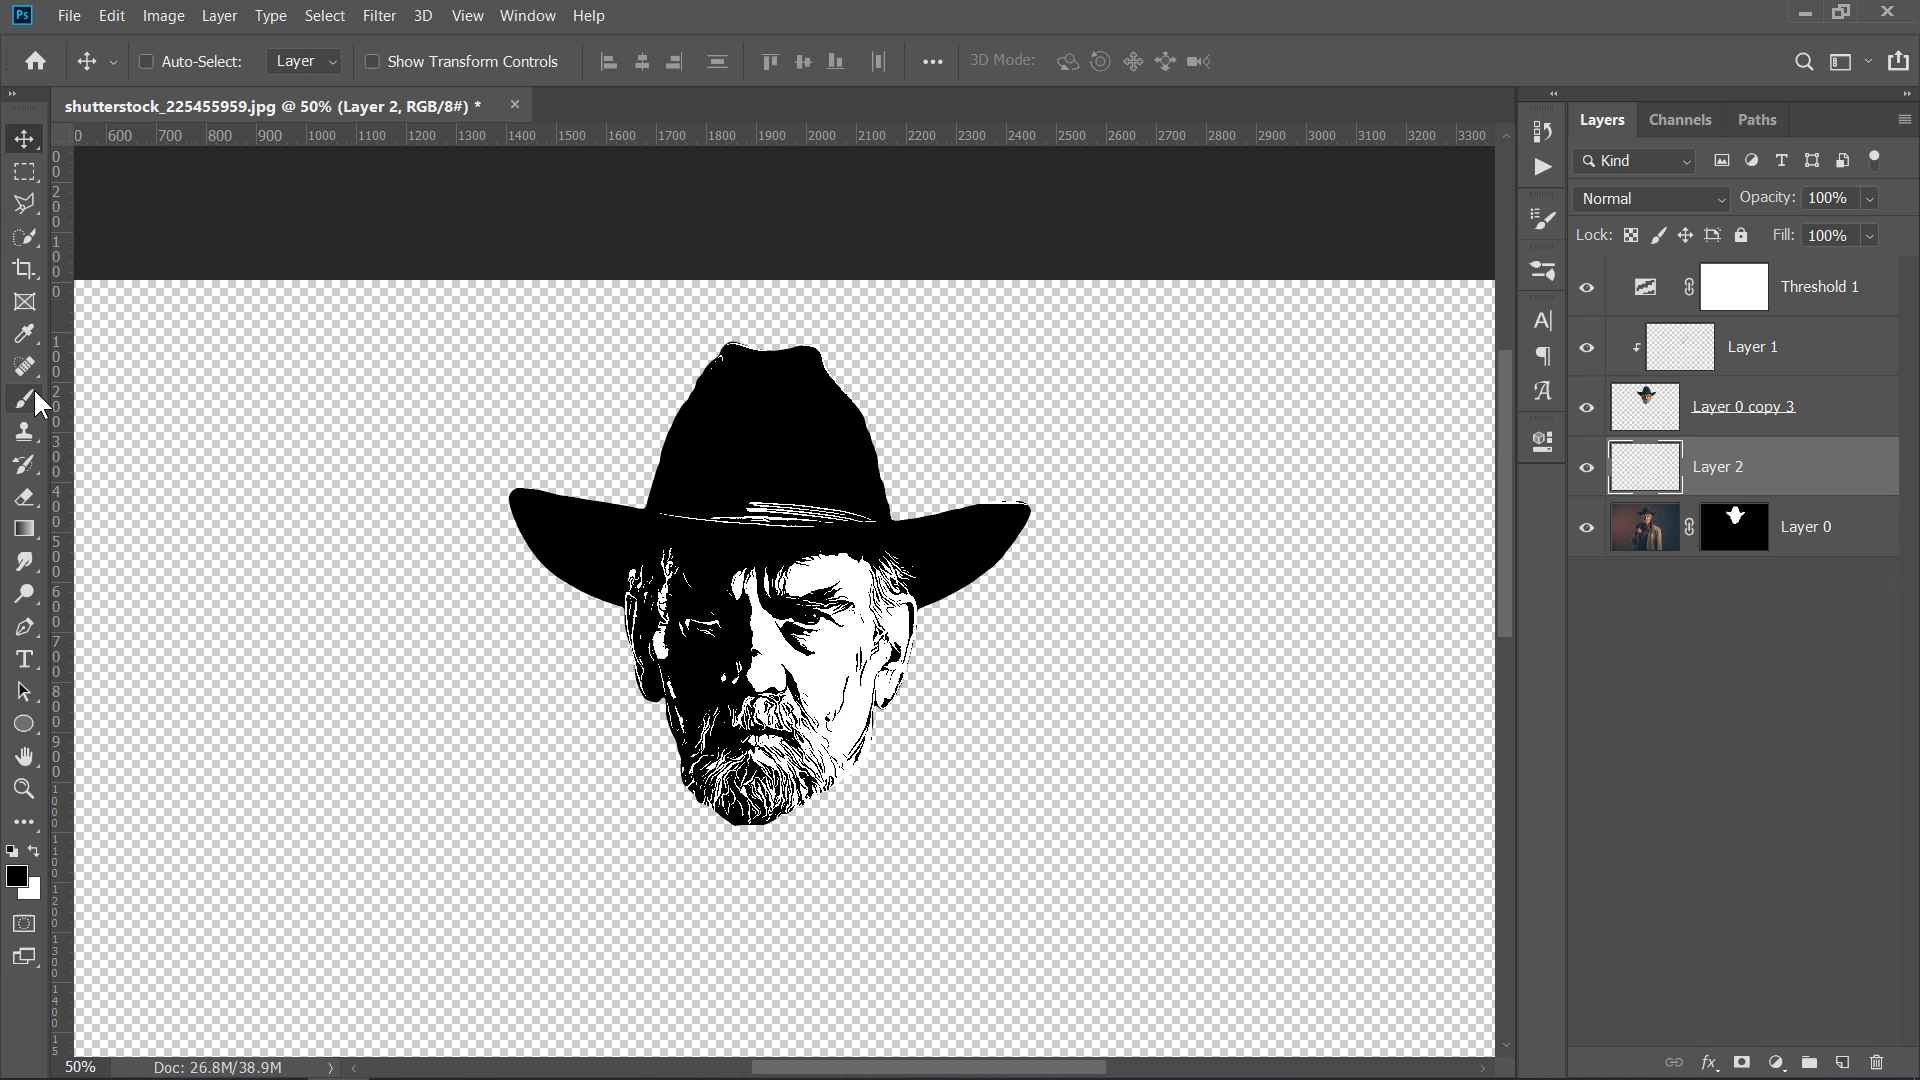 Ps File Edit Image Layer Type Select Filter 3D View Window Help
Auto-Select: Layer Show Transform Controls 3D Mode:
shutterstock_225455959.jpg @ 50% (Layer 2, RGB/8#) *
0 600 700 800 900 1000 1100 1200 1300 1400 1500 1600 1700 1800 1900 2000 2100 2200 2300 2400 2500 2600 2700 2800 2900 3000 3100 3200 3300
Layers Channels Paths
Kind
Normal Opacity: 100%
Lock: Fill: 100%
Threshold 1
Layer 1
Layer 0 copy 3
Layer 2
Layer 0
50% Doc: 26.8M/38.9M
fx